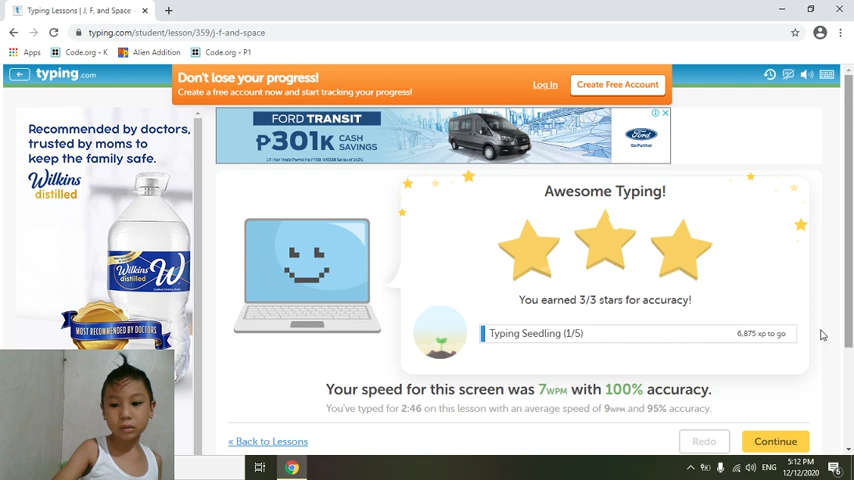 Typing Lessons | J, F, and Space
typing.com/student/lesson/359/j-f-and-space
Apps Code.org - K Alien Addition Code.org - P1
typing.com
Don't lose your progress!
Create a free account now and start tracking your progress!
Log In
Create Free Account
Recommended by doctors,
trusted by moms to
keep the family safe.
Wilkins
distilled
Wilkins
distilled
W
MOST RECOMMENDED BY DOCTORS
FORD TRANSIT
₱301K CASH
SAVINGS
Ford
Go Further
Awesome Typing!
You earned 3/3 stars for accuracy!
Typing Seedling (1/5)
6,875 xp to go
Your speed for this screen was 7WPM with 100% accuracy.
You've typed for 2:46 on this lesson with an average speed of 9WPM and 95% accuracy.
« Back to Lessons
Redo
Continue
ENG
5:12 PM
12/12/2020